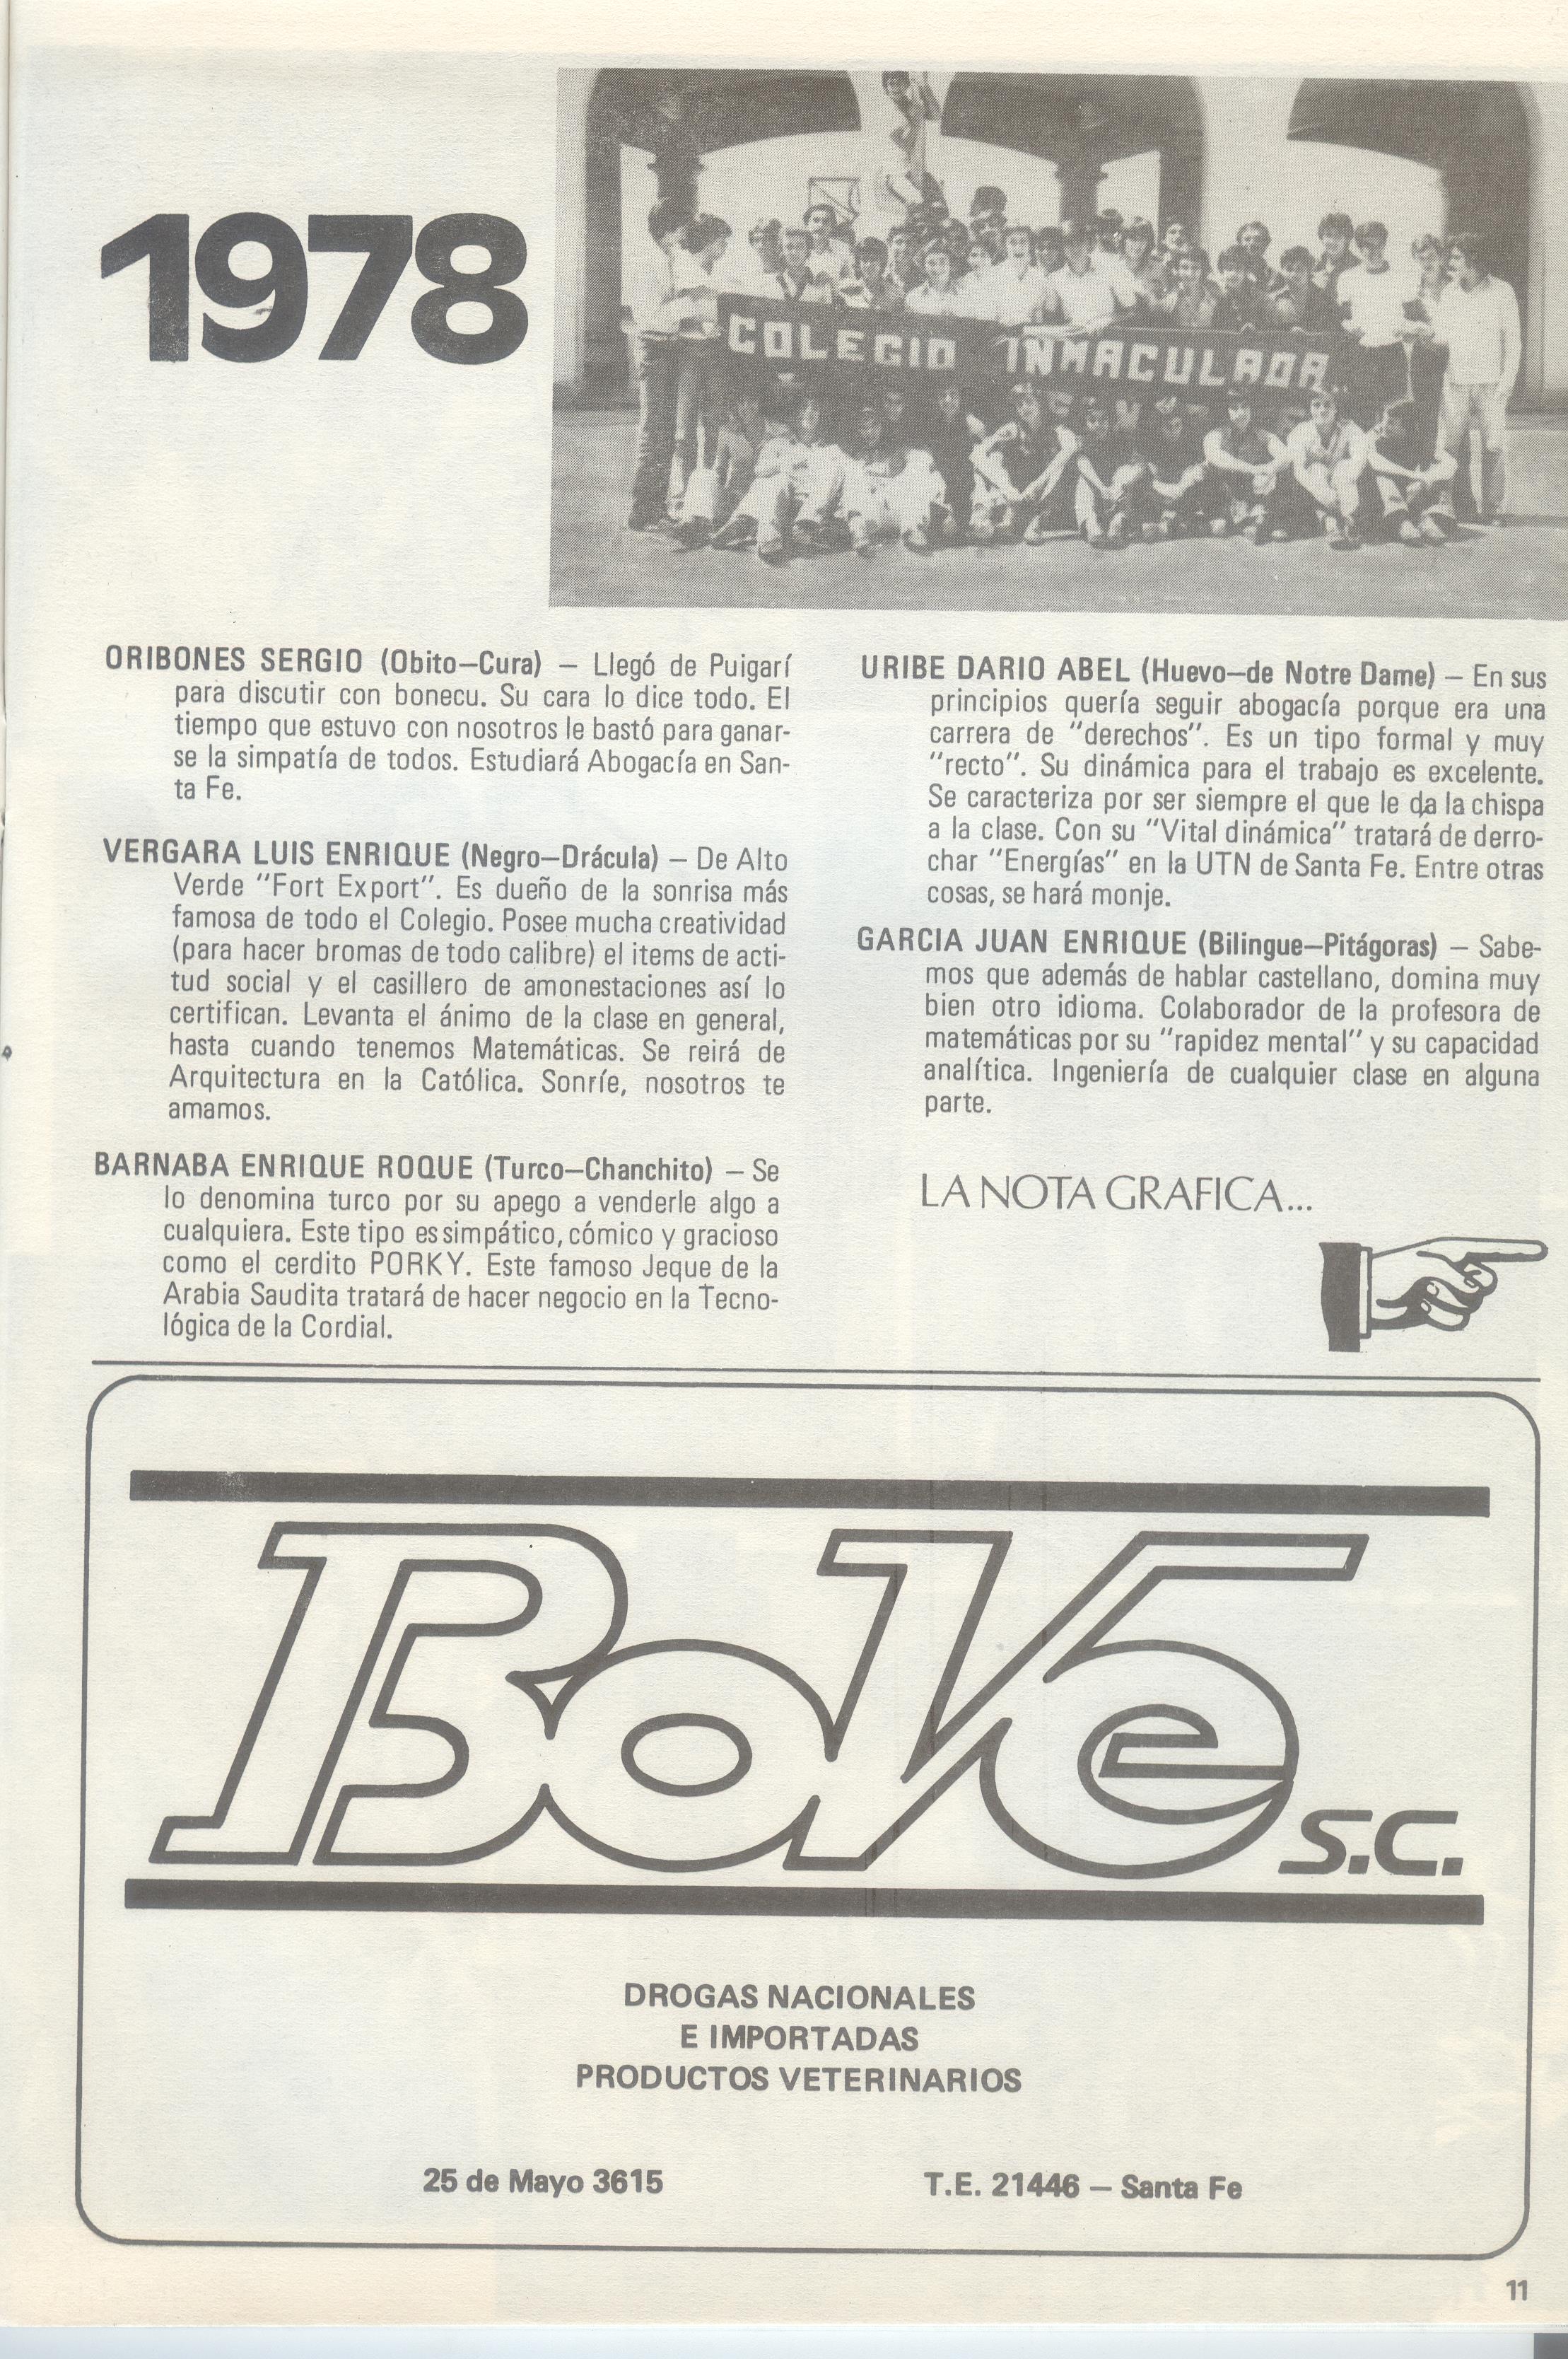 1978
COLEGIO INMACULADA
ORIBONES SERGIO (Obito—Cura) — Llegó de Puigarí
para discutir con bonecu. Su cara lo dice todo. El
tiempo que estuvo con nosotros le bastó para ganar-
se la simpatía de todos. Estudiará Abogacía en San-
ta Fe.
VERGARA LUIS ENRIQUE (Negro—Drácula) — De Alto
Verde "Fort Export". Es dueño de la sonrisa más
famosa de todo el Colegio. Posee mucha creatividad
(para hacer bromas de todo calibre) el items de acti-
tud social y el casillero de amonestaciones así lo
certifican. Levanta el ánimo de la clase en general,
hasta cuando tenemos Matemáticas. Se reirá de
Arquitectura en la Católica. Sonríe, nosotros te
amamos.
BARNABA ENRIQUE ROQUE (Turco—Chanchito) — Se
lo denomina turco por su apego a venderle algo a
cualquiera. Este tipo es simpático, cómico y gracioso
como el cerdito PORKY. Este famoso Jeque de la
Arabia Saudita tratará de hacer negocio en la Tecno-
lógica de la Cordial.
URIBE DARIO ABEL (Huevo—de Notre Dame) — En sus
principios quería seguir abogacía porque era una
carrera de "derechos". Es un tipo formal y muy
"recto". Su dinámica para el trabajo es excelente.
Se caracteriza por ser siempre el que le da la chispa
a la clase. Con su "Vital dinámica" tratará de derro-
char "Energías" en la UTN de Santa Fe. Entre otras
cosas, se hará monje.
GARCIA JUAN ENRIQUE (Bilingue—Pitágoras) — Sabe-
mos que además de hablar castellano, domina muy
bien otro idioma. Colaborador de la profesora de
matemáticas por su "rapidez mental" y su capacidad
analítica. Ingeniería de cualquier clase en alguna
parte.
LA NOTA GRAFICA...
BoVe S.C.
DROGAS NACIONALES
E IMPORTADAS
PRODUCTOS VETERINARIOS
25 de Mayo 3615
T.E. 21446 — Santa Fe
11